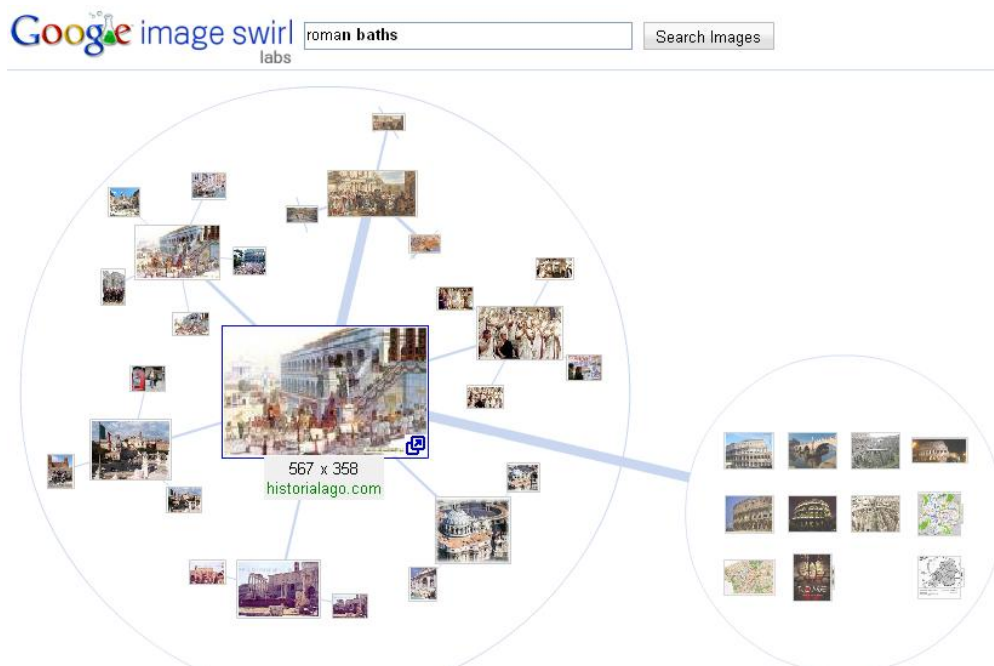 Google image swirl
labs
roman baths
Search Images
567 x 358
historialago.com